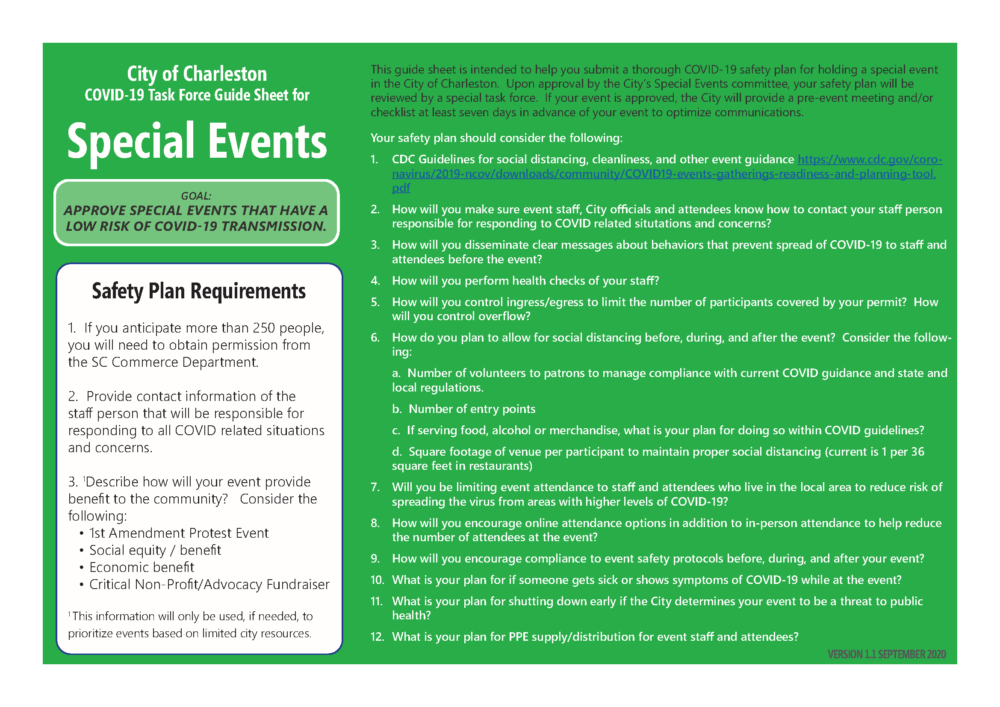 City of Charleston
COVID-19 Task Force Guide Sheet for
Special Events
GOAL:
APPROVE SPECIAL EVENTS THAT HAVE A
LOW RISK OF COVID-19 TRANSMISSION.
Safety Plan Requirements
1. If you anticipate more than 250 people,
you will need to obtain permission from
the SC Commerce Department.
2. Provide contact information of the
staff person that will be responsible for
responding to all COVID related situations
and concerns.
3. ¹Describe how will your event provide
benefit to the community? Consider the
following:
• 1st Amendment Protest Event
• Social equity / benefit
• Economic benefit
• Critical Non-Profit/Advocacy Fundraiser
¹ This information will only be used, if needed, to
prioritize events based on limited city resources.
This guide sheet is intended to help you submit a thorough COVID-19 safety plan for holding a special event
in the City of Charleston. Upon approval by the City's Special Events committee, your safety plan will be
reviewed by a special task force. If your event is approved, the City will provide a pre-event meeting and/or
checklist at least seven days in advance of your event to optimize communications.
Your safety plan should consider the following:
1. CDC Guidelines for social distancing, cleanliness, and other event guidance https://www.cdc.gov/coro-
navirus/2019-ncov/downloads/community/COVID19-events-gatherings-readiness-and-planning-tool.
pdf
2. How will you make sure event staff, City officials and attendees know how to contact your staff person
responsible for responding to COVID related situtations and concerns?
3. How will you disseminate clear messages about behaviors that prevent spread of COVID-19 to staff and
attendees before the event?
4. How will you perform health checks of your staff?
5. How will you control ingress/egress to limit the number of participants covered by your permit? How
will you control overflow?
6. How do you plan to allow for social distancing before, during, and after the event? Consider the follow-
ing:
a. Number of volunteers to patrons to manage compliance with current COVID guidance and state and
local regulations.
b. Number of entry points
c. If serving food, alcohol or merchandise, what is your plan for doing so within COVID guidelines?
d. Square footage of venue per participant to maintain proper social distancing (current is 1 per 36
square feet in restaurants)
7. Will you be limiting event attendance to staff and attendees who live in the local area to reduce risk of
spreading the virus from areas with higher levels of COVID-19?
8. How will you encourage online attendance options in addition to in-person attendance to help reduce
the number of attendees at the event?
9. How will you encourage compliance to event safety protocols before, during, and after your event?
10. What is your plan for if someone gets sick or shows symptoms of COVID-19 while at the event?
11. What is your plan for shutting down early if the City determines your event to be a threat to public
health?
12. What is your plan for PPE supply/distribution for event staff and attendees?
VERSION 1.1 SEPTEMBER 2020